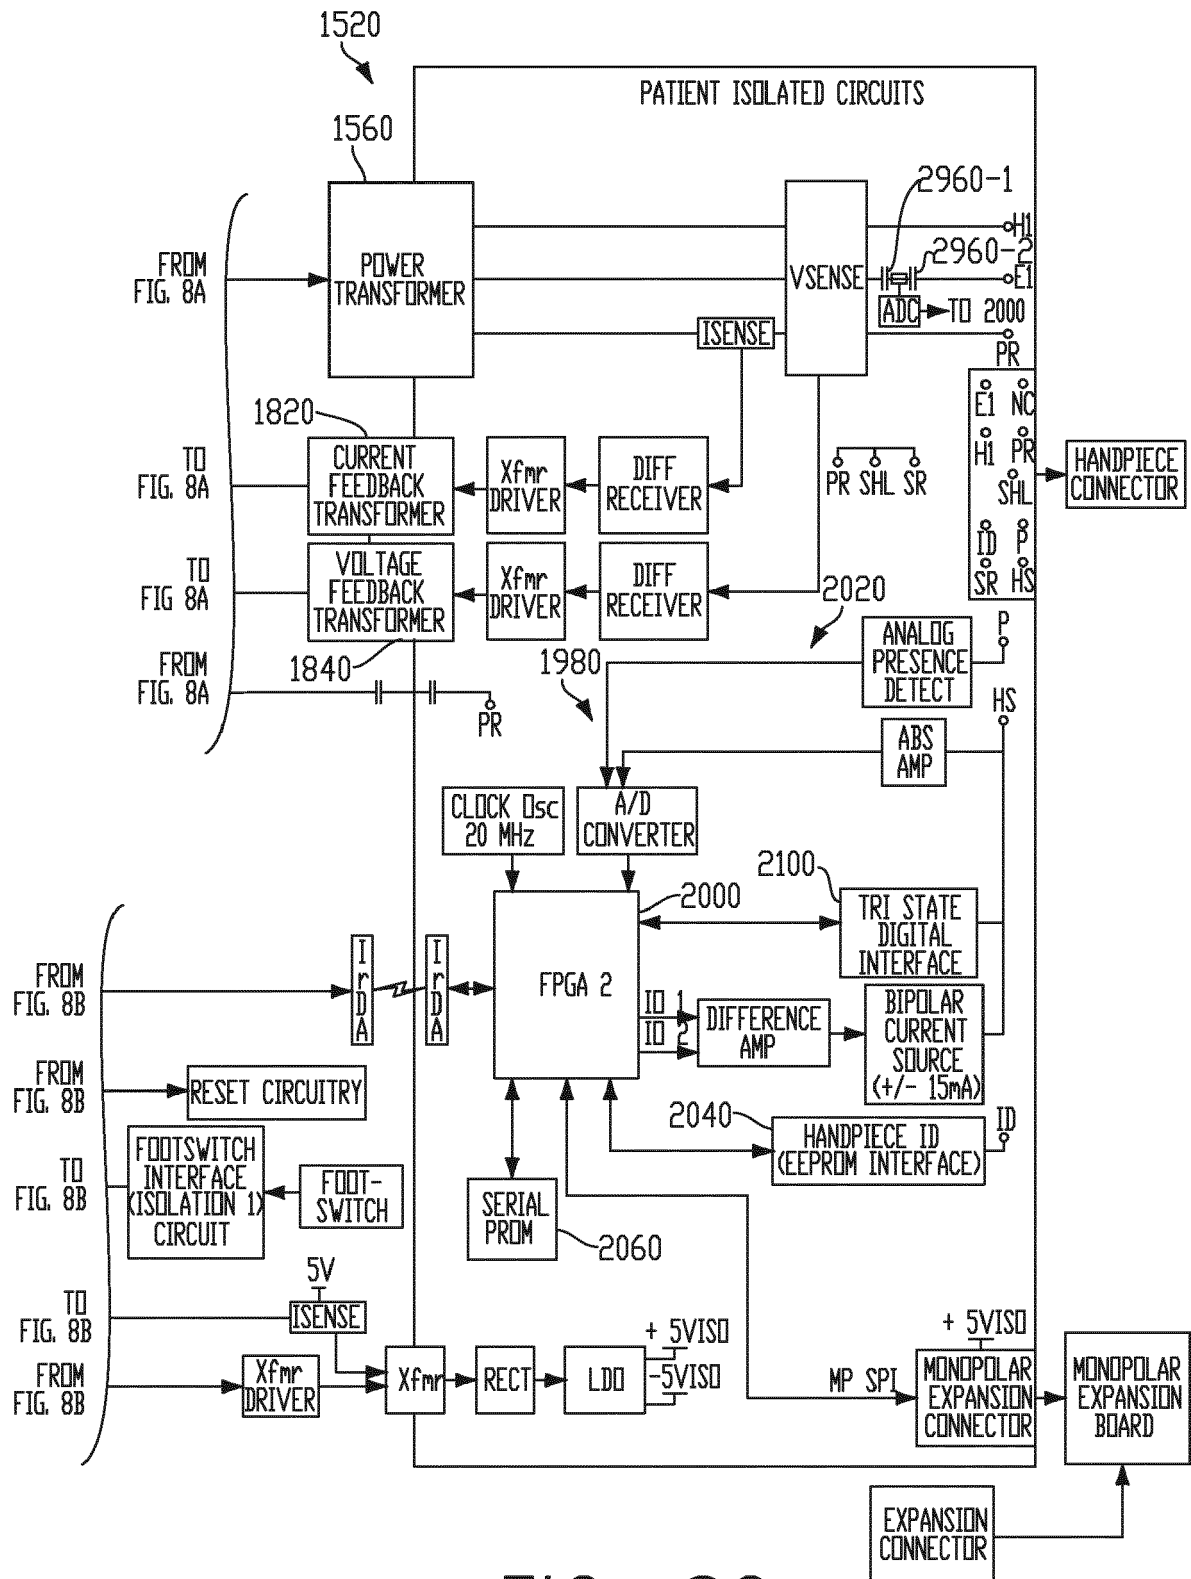 1520
PATIENT ISOLATED CIRCUITS
1560
2960-1
H1
2960-2
FROM
FIG. 8A
POWER
TRANSFORMER
VSENSE
E1
ADC
TO 2000
ISENSE
PR
E1 NC
H1 PR
SHL
ID P
SR HS
HANDPIECE
CONNECTOR
1820
TO
FIG. 8A
CURRENT
FEEDBACK
TRANSFORMER
Xfmr
DRIVER
DIFF
RECEIVER
PR SHL SR
TO
FIG 8A
VOLTAGE
FEEDBACK
TRANSFORMER
Xfmr
DRIVER
DIFF
RECEIVER
2020
1840
FROM
FIG. 8A
PR
1980
ANALOG
PRESENCE
DETECT
P
HS
ABS
AMP
CLOCK Osc
20 MHz
A/D
CONVERTER
2100
2000
TRI STATE
DIGITAL
INTERFACE
FROM
FIG. 8B
IrDA
IrDA
FPGA 2
IO 1
IO 2
DIFFERENCE
AMP
BIPOLAR
CURRENT
SOURCE
(+/- 15mA)
FROM
FIG. 8B
RESET CIRCUITRY
2040
HANDPIECE ID
(EEPROM INTERFACE)
ID
TO
FIG. 8B
FOOTSWITCH
INTERFACE
(ISOLATION 1)
CIRCUIT
FOOT-
SWITCH
SERIAL
PROM
2060
5V
TO
FIG. 8B
ISENSE
FROM
FIG. 8B
Xfmr
DRIVER
Xfmr
RECT
LDO
+ 5VISO
-5VISO
MP SPI
+ 5VISO
MONOPOLAR
EXPANSION
CONNECTOR
MONOPOLAR
EXPANSION
BOARD
EXPANSION
CONNECTOR